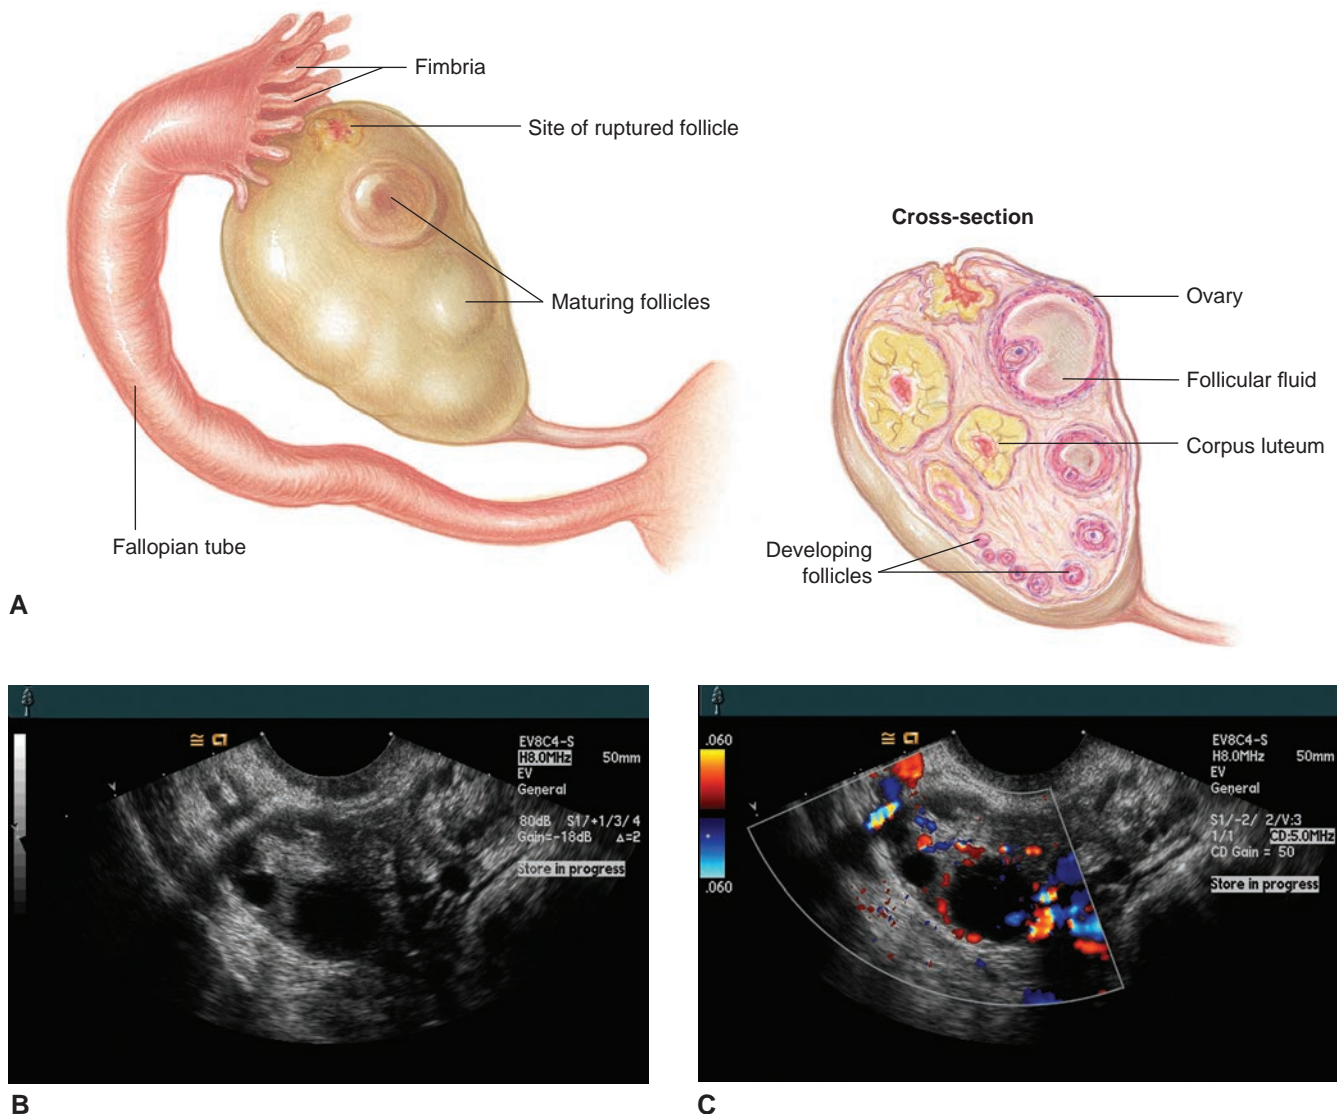 Fimbria
Site of ruptured follicle
Maturing follicles
Fallopian tube
Cross-section
Ovary
Follicular fluid
Corpus luteum
Developing
follicles
A
EV8C4-S
H8.0MHz 50mm
EV
General
80dB S1/+1/3/4
Gain=-18dB Δ=2
Store in progress
B
.060
.060
EV8C4-S
H8.0MHz 50mm
EV
General
S1/-2/ 2/V:3
1/1 CD:5.0MHz
CD Gain = 50
Store in progress
C